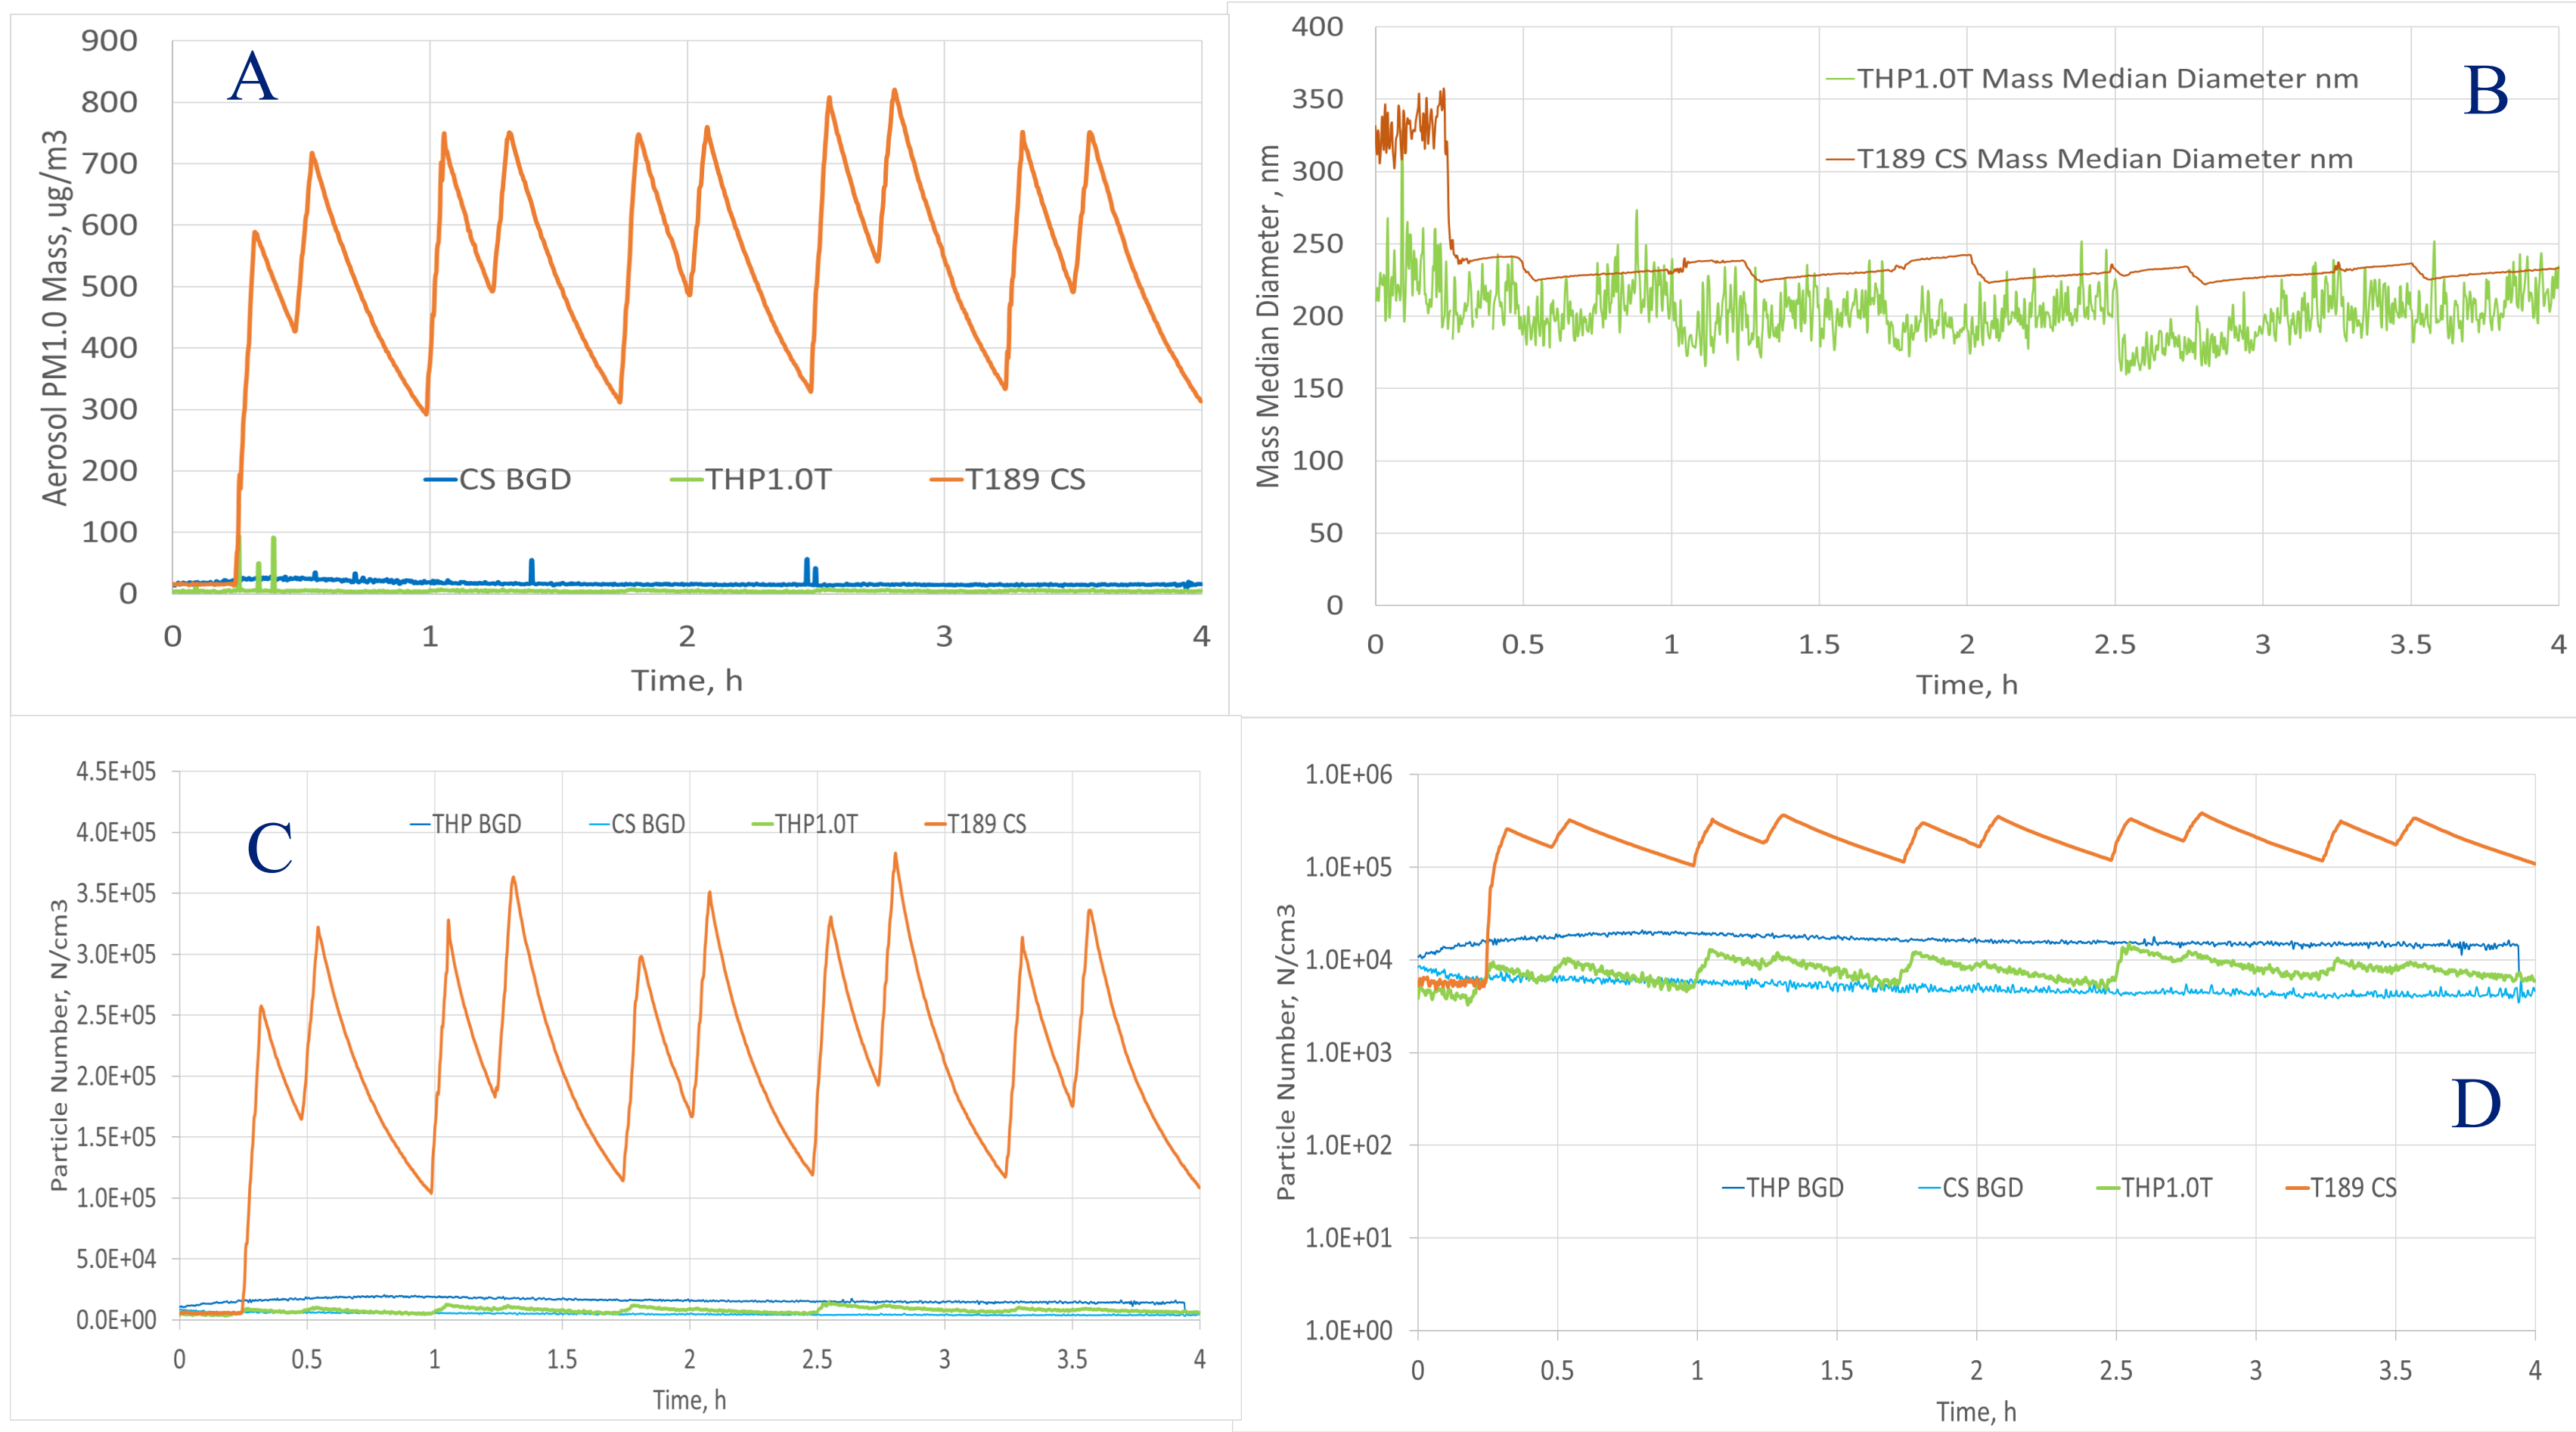 A
Aerosol PM1.0 Mass, ug/m3
900
800
700
600
500
400
300
200
100
0
CS BGD THP1.0T T189 CS
0 1 2 3 4
Time, h
B
Mass Median Diameter , nm
400
350
300
250
200
150
100
50
0
THP1.0T Mass Median Diameter nm
T189 CS Mass Median Diameter nm
0 0.5 1 1.5 2 2.5 3 3.5 4
Time, h
C
Particle Number, N/cm3
4.5E+05
4.0E+05
3.5E+05
3.0E+05
2.5E+05
2.0E+05
1.5E+05
1.0E+05
5.0E+04
0.0E+00
THP BGD CS BGD THP1.0T T189 CS
0 0.5 1 1.5 2 2.5 3 3.5 4
Time, h
D
Particle Number, N/cm3
1.0E+06
1.0E+05
1.0E+04
1.0E+03
1.0E+02
1.0E+01
1.0E+00
THP BGD CS BGD THP1.0T T189 CS
0 0.5 1 1.5 2 2.5 3 3.5 4
Time, h